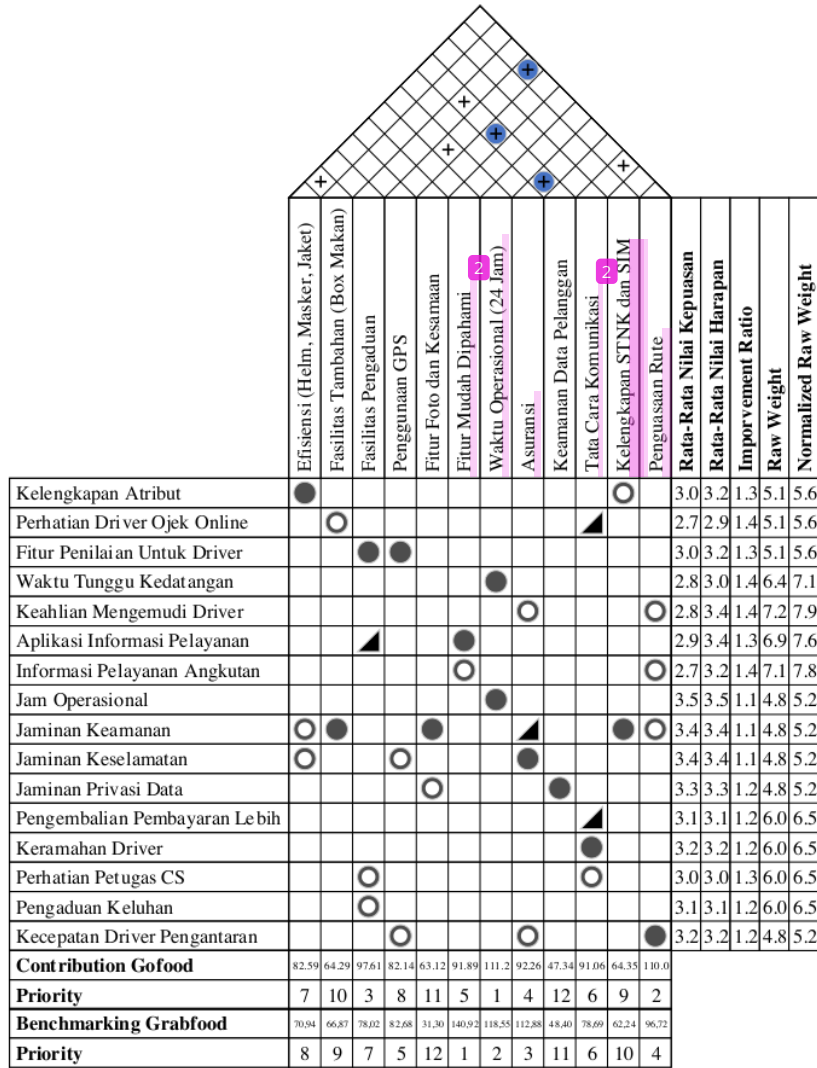 +
+
+
+
+
+
+
Efisiensi (Helm, Masker, Jaket)
Fasilitas Tambahan (Box Makan)
Fasilitas Pengaduan
Penggunaan GPS
Fitur Foto dan Kesamaan
Fitur Mudah Dipahami
2
Waktu Operasional (24 Jam)
Asuransi
Keamanan Data Pelanggan
Tata Cara Komunikasi
2
Kelengkapan STNK dan SIM
Penguasaan Rute
Rata-Rata Nilai Kepuasan
Rata-Rata Nilai Harapan
Imporvement Ratio
Raw Weight
Normalized Raw Weight
Kelengkapan Atribut 3.0 3.2 1.3 5.1 5.6
Perhatian Driver Ojek Online 2.7 2.9 1.4 5.1 5.6
Fitur Penilaian Untuk Driver 3.0 3.2 1.3 5.1 5.6
Waktu Tunggu Kedatangan 2.8 3.0 1.4 6.4 7.1
Keahlian Mengemudi Driver 2.8 3.4 1.4 7.2 7.9
Aplikasi Informasi Pelayanan 2.9 3.4 1.3 6.9 7.6
Informasi Pelayanan Angkutan 2.7 3.2 1.4 7.1 7.8
Jam Operasional 3.5 3.5 1.1 4.8 5.2
Jaminan Keamanan 3.4 3.4 1.1 4.8 5.2
Jaminan Keselamatan 3.4 3.4 1.1 4.8 5.2
Jaminan Privasi Data 3.3 3.3 1.2 4.8 5.2
Pengembalian Pembayaran Lebih 3.1 3.1 1.2 6.0 6.5
Keramahan Driver 3.2 3.2 1.2 6.0 6.5
Perhatian Petugas CS 3.0 3.0 1.3 6.0 6.5
Pengaduan Keluhan 3.1 3.1 1.2 6.0 6.5
Kecepatan Driver Pengantaran 3.2 3.2 1.2 4.8 5.2
Contribution Gofood 82.59 64.29 97.61 82.14 63.12 91.89 111.2 92.26 47.34 91.06 64.35 110.0
Priority 7 10 3 8 11 5 1 4 12 6 9 2
Benchmarking Grabfood 70,94 66,87 78,02 82,68 31,30 140,92 118,55 112,88 48,40 78,69 62,24 96,72
Priority 8 9 7 5 12 1 2 3 11 6 10 4